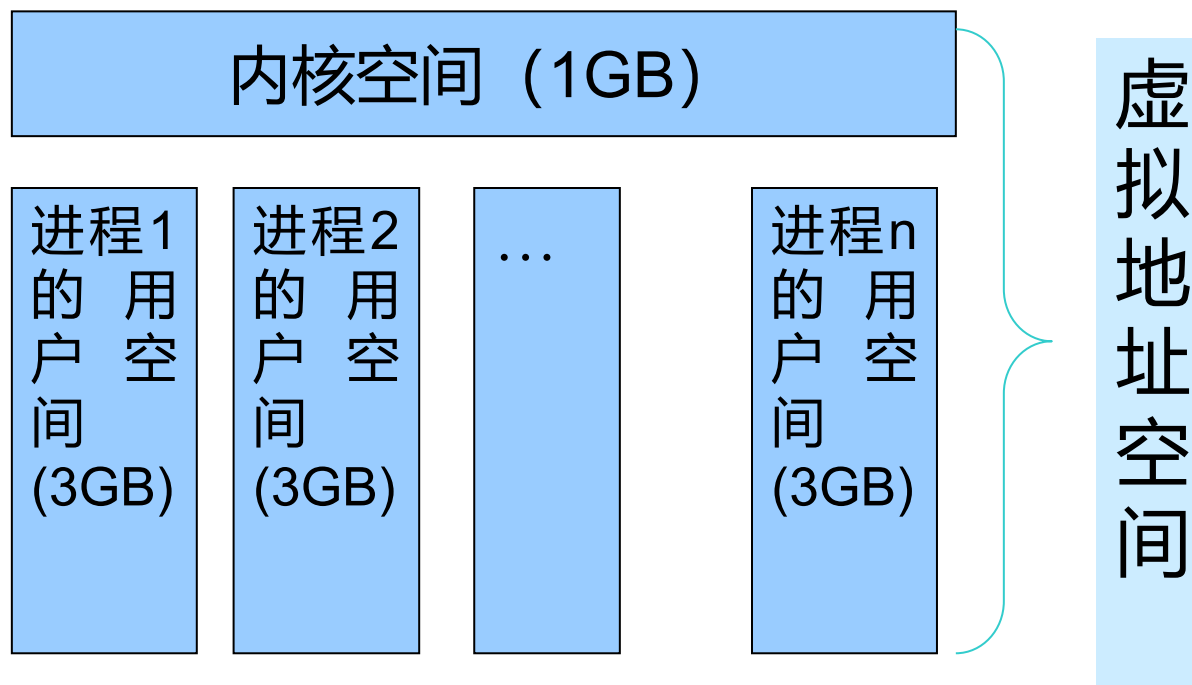 内核空间（1GB）
进程1
的用
户空
间
(3GB)
进程2
的用
户空
间
(3GB)
…
进程n
的用
户空
间
(3GB)
虚
拟
地
址
空
间